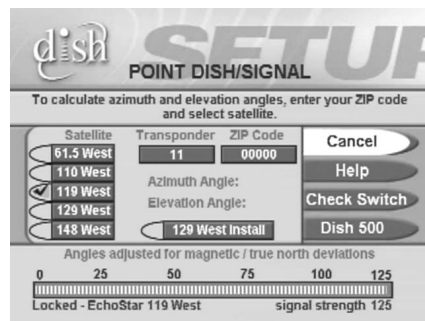 dish SETUP
POINT DISH/SIGNAL
To calculate azimuth and elevation angles, enter your ZIP code
and select satellite.
Satellite Transponder ZIP Code
61.5 West 11 00000
110 West
119 West
129 West
148 West
Azimuth Angle:
Elevation Angle:
129 West Install
Cancel
Help
Check Switch
Dish 500
Angles adjusted for magnetic / true north deviations
0 25 50 75 100 125
Locked - EchoStar 119 West signal strength 125